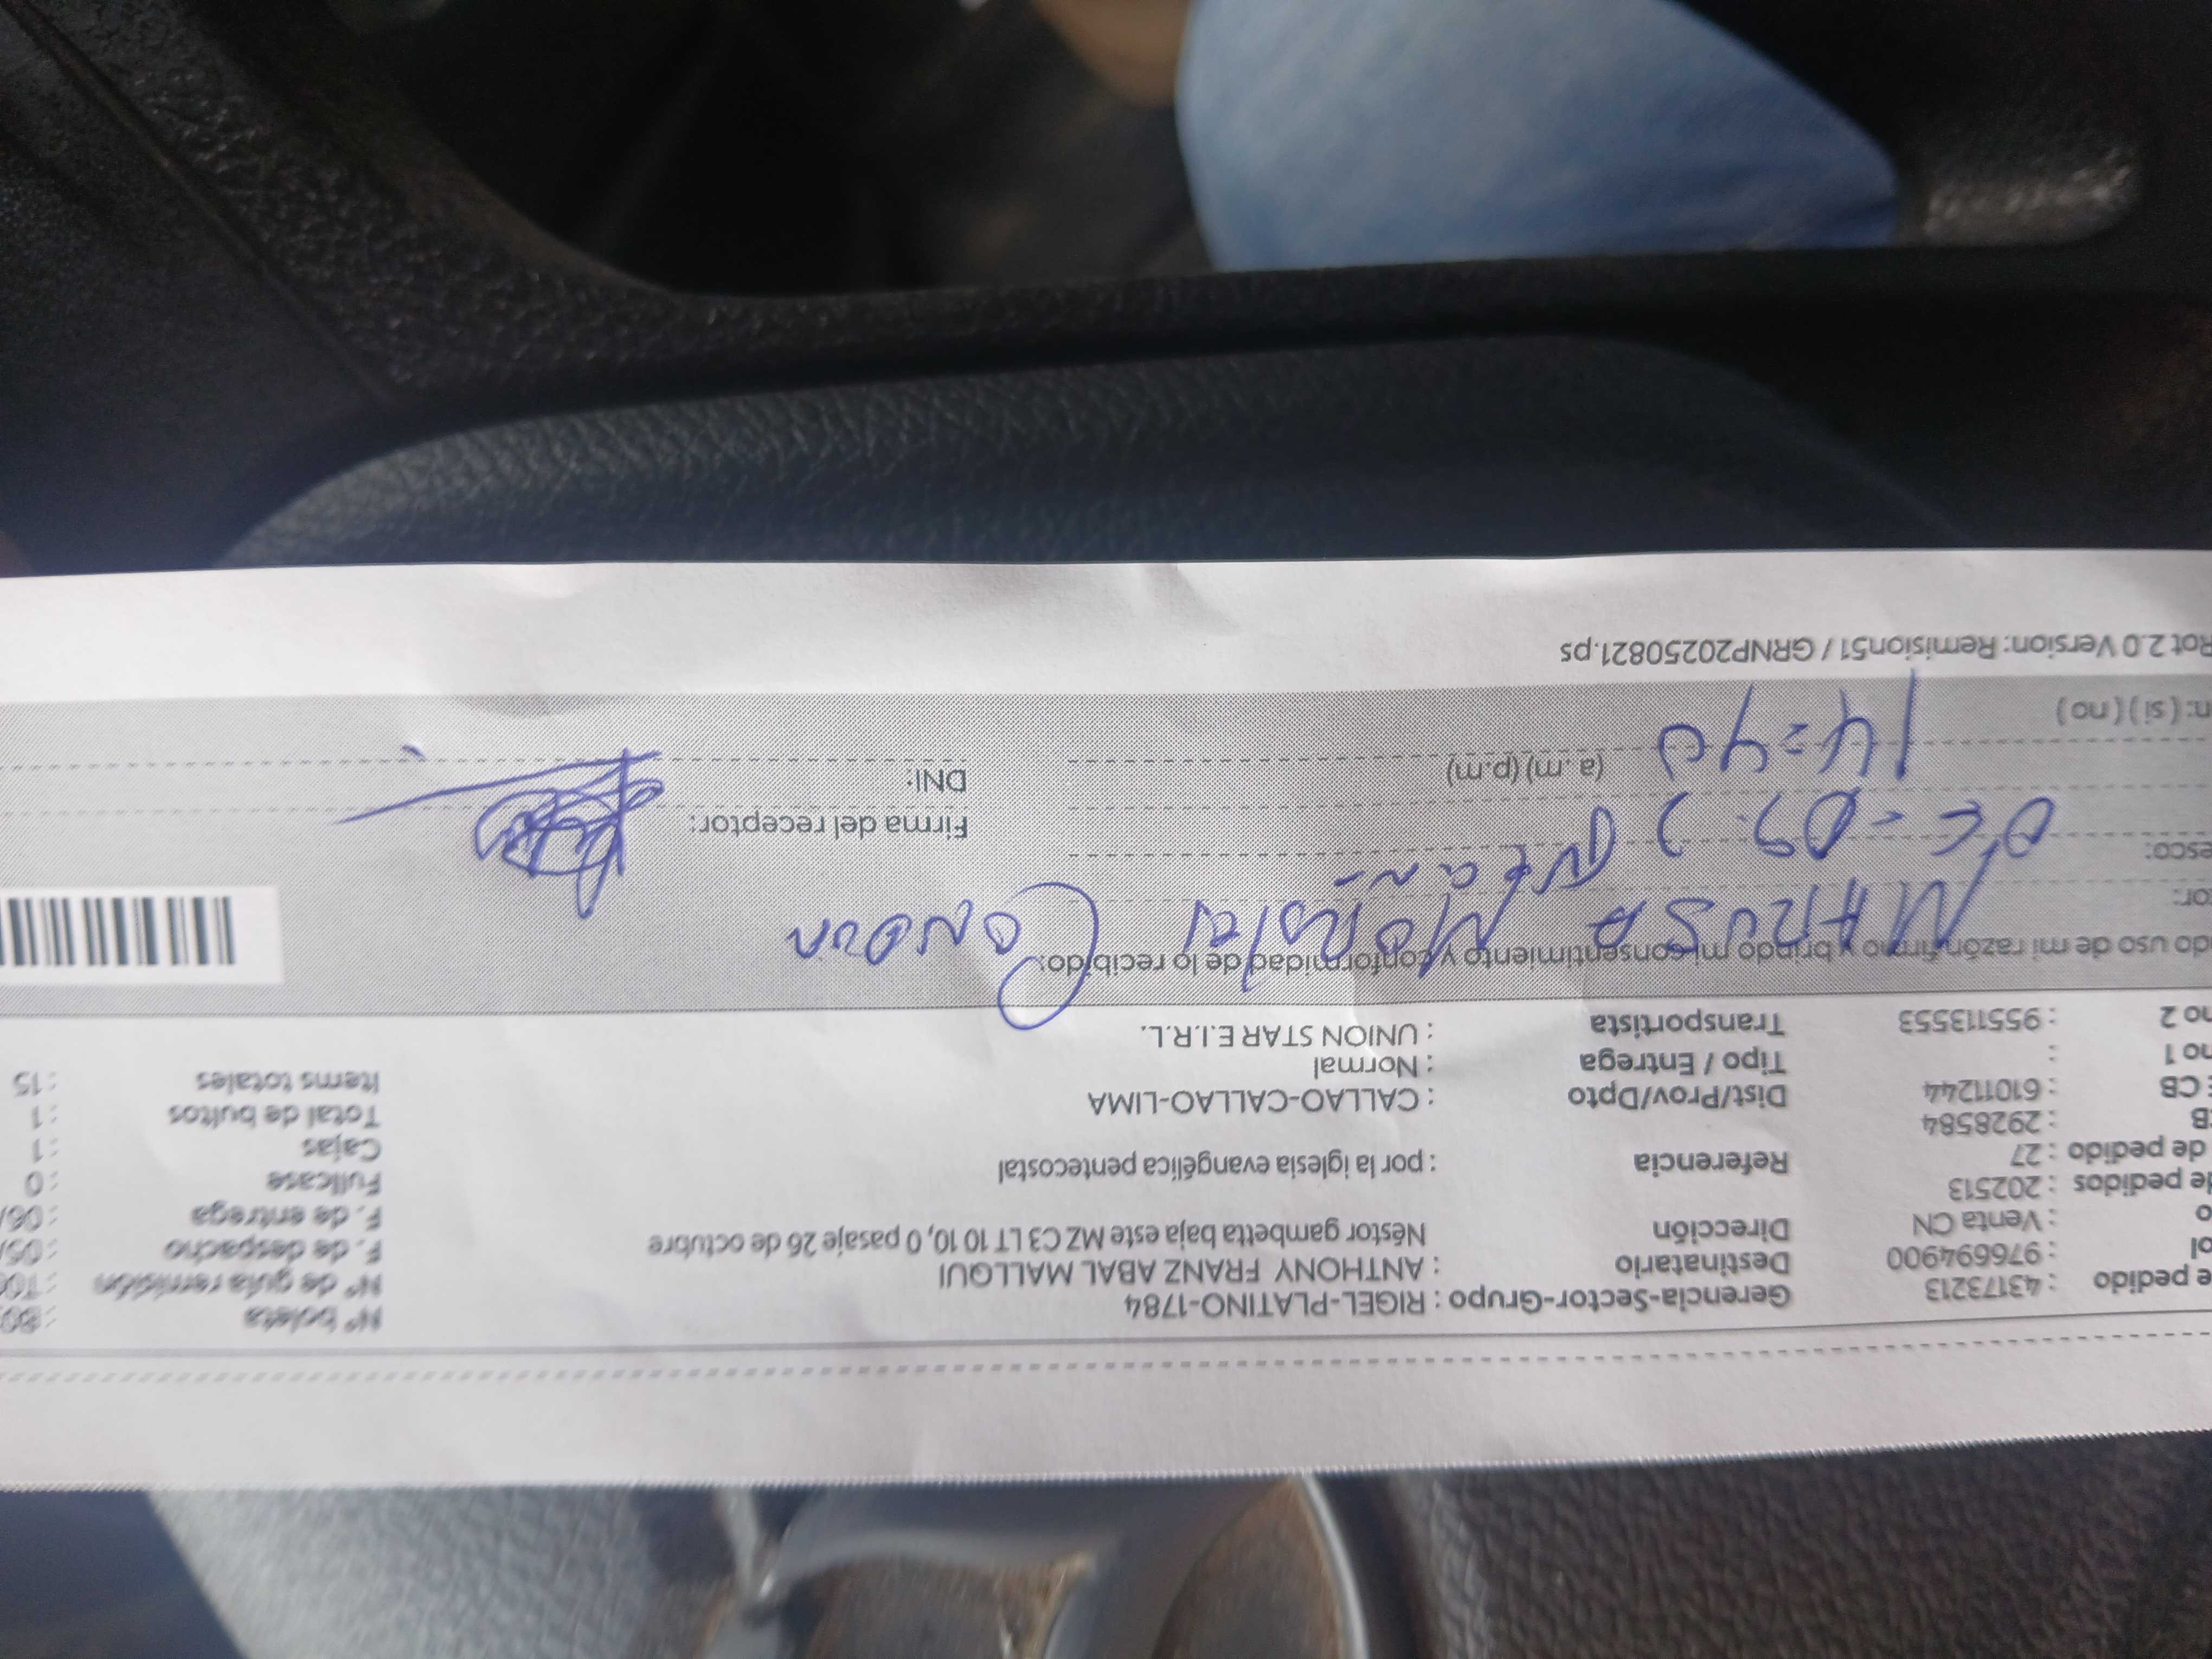 e pedido : 43173213 Gerencia-Sector-Grupo : RIGEL-PLATINO-1784 Nº boleta
ol : 976694900 Destinatario : ANTHONY FRANZ ABAL MALLQUI Nº de guía remisión
o : Venta CN Dirección Néstor gambetta baja este MZ C3 LT 10 10, 0 pasaje 26 de octubre F. de despacho : 05/
de pedidos : 202513 F. de entrega : 06/
de pedido : 27 Referencia : por la iglesia evangélica pentecostal Fullcase : 0
B : 2928584 Cajas : 1
CB : 61011244 Dist/Prov/Dpto : CALLAO-CALLAO-LIMA Total de bultos : 1
no 1 : Tipo / Entrega : Normal Items totales : 15
no 2 : 955113553 Transportista : UNION STAR E.I.R.L.
do uso de mi razón firmo y brindo mi consentimiento y conformidad de lo recibido:
tor: Morales
esco: Firma del receptor:
(a. m) (p.m) DNI:
14=40
n: ( si ) ( no )
Rot 2.0 Version: Remision51 / GRNP20250821.ps